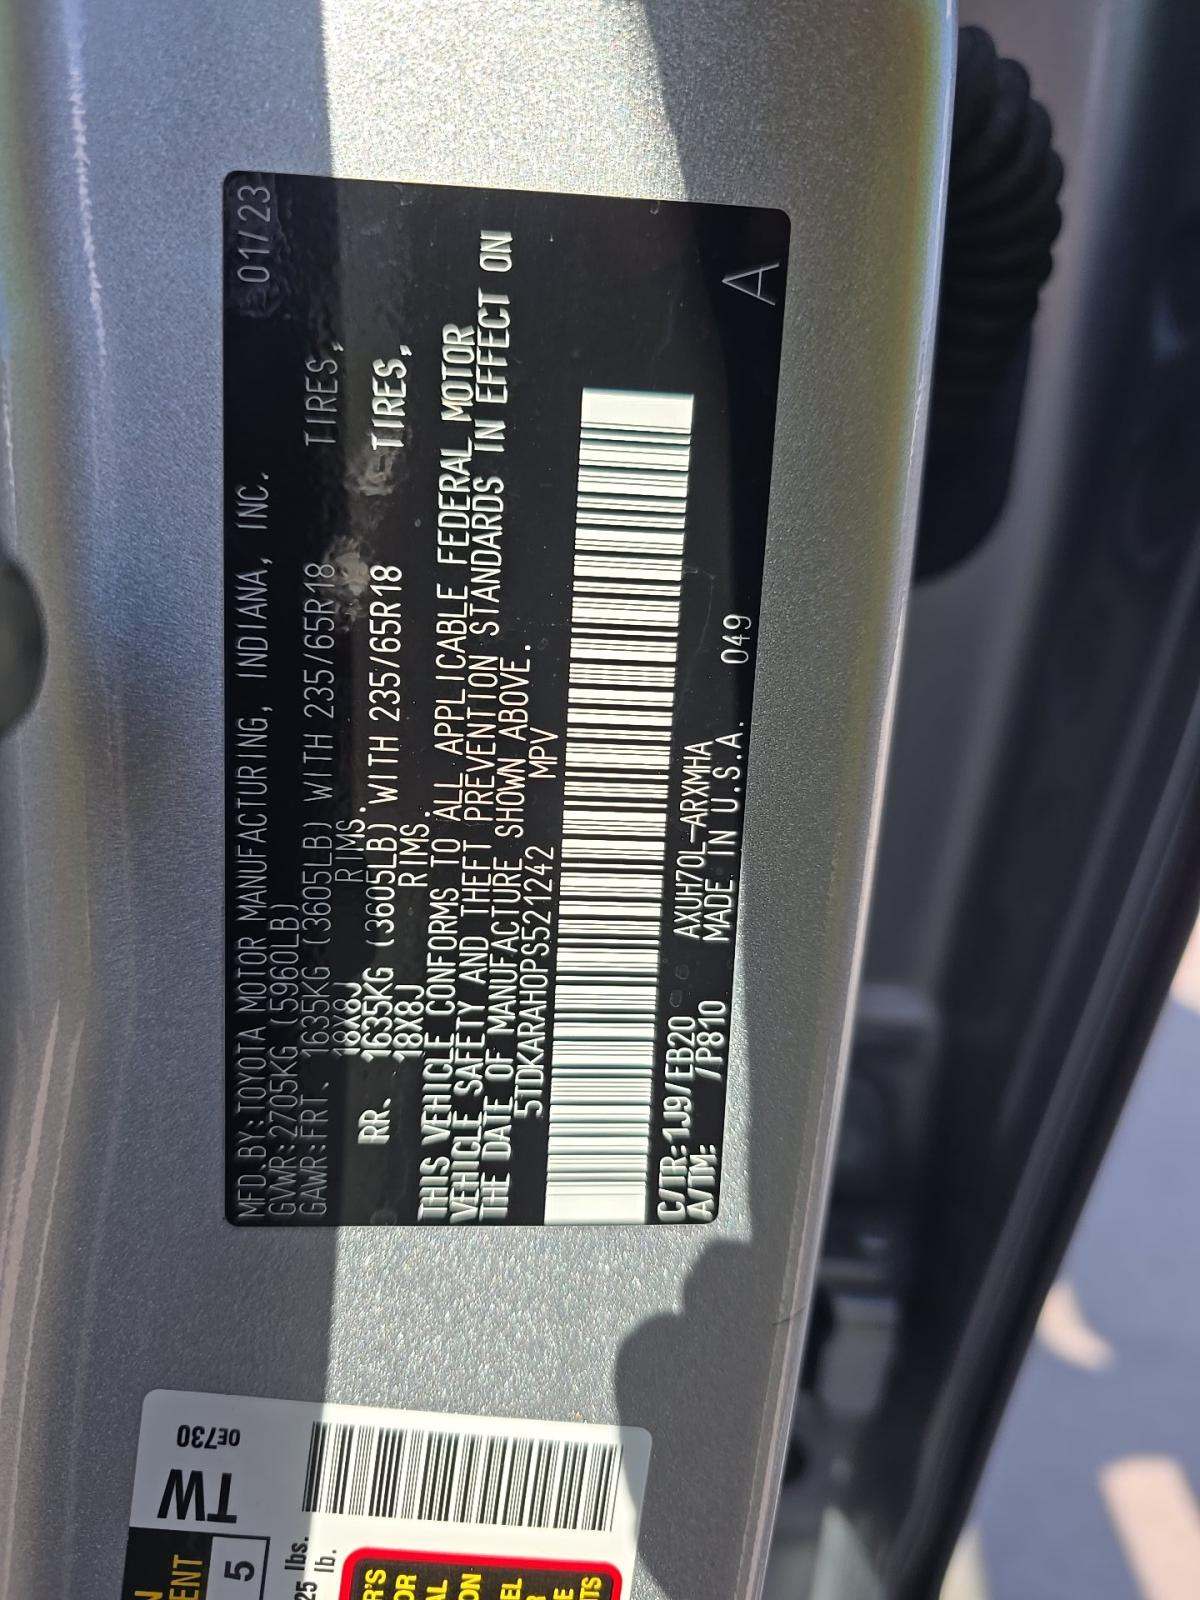 MFD.BY:TOYOTA MOTOR MANUFACTURING, INDIANA, INC. 01/23
GVWR:2705KG (5960LB)
GAWR:FRT. 1635KG (3605LB) WITH 235/65R18 TIRES,
18X8J RIMS.
RR. 1635KG (3605LB) WITH 235/65R18 TIRES,
18X8J RIMS.
THIS VEHICLE CONFORMS TO ALL APPLICABLE FEDERAL MOTOR
VEHICLE SAFETY AND THEFT PREVENTION STANDARDS IN EFFECT ON
THE DATE OF MANUFACTURE SHOWN ABOVE.
5TDKARAH0PS521242 MPV
C/TR:1J9/EB20 AXUH70L-ARXMHA
A/TM: /P810 MADE IN U.S.A. 049 A
TW
0E730
5
lbs.
lb.